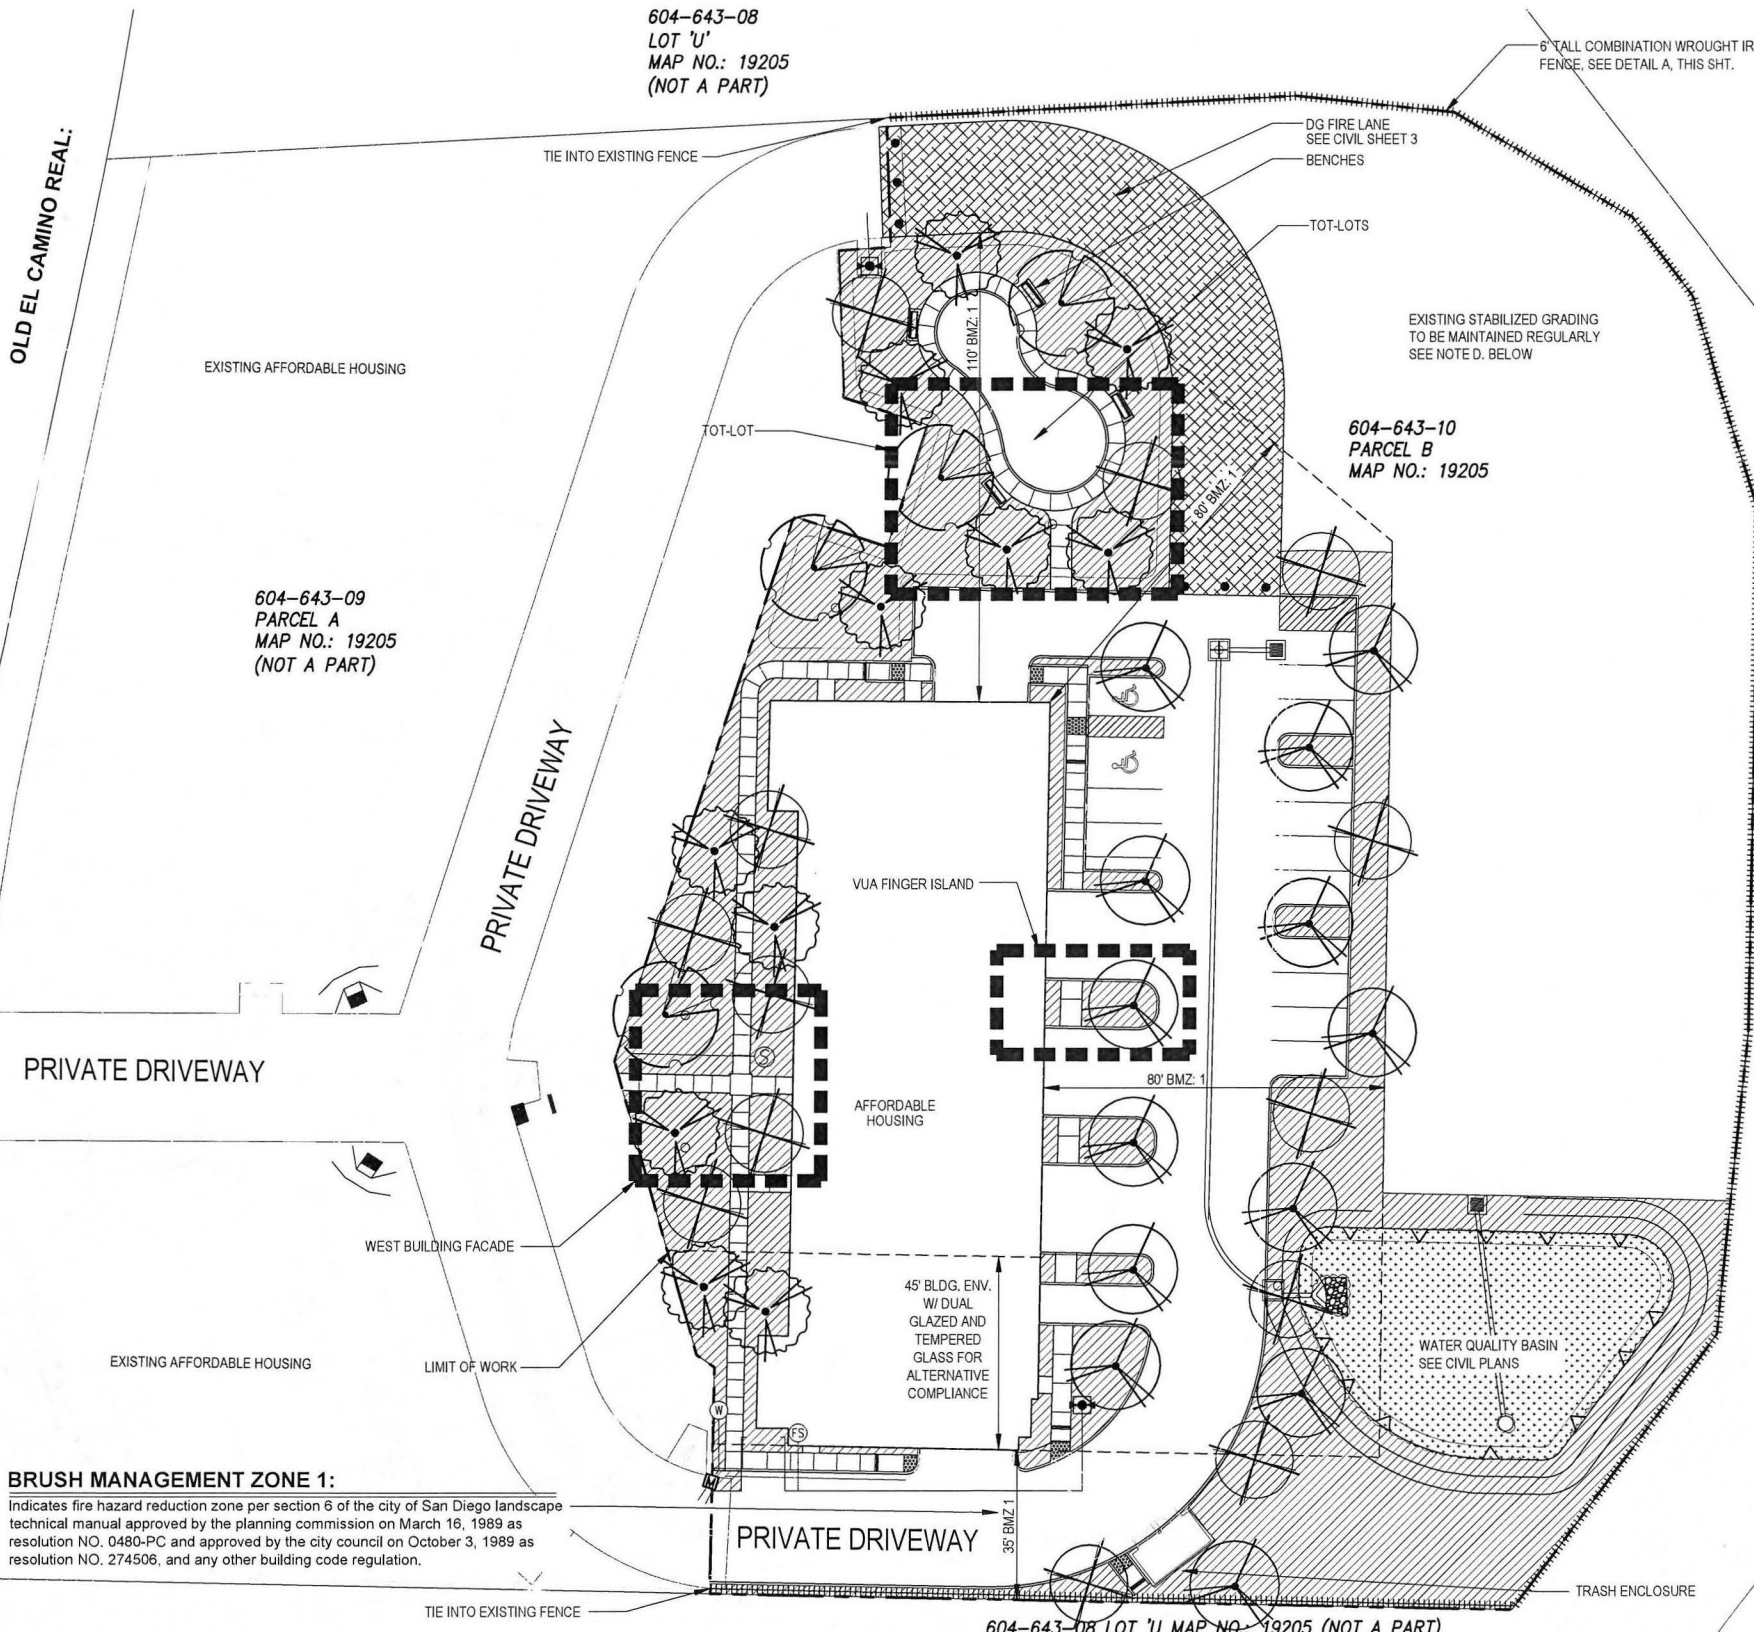 604-643-08
LOT 'U'
MAP NO.: 19205
(NOT A PART)
6' TALL COMBINATION WROUGHT IR
FENCE, SEE DETAIL A, THIS SHT.
OLD EL CAMINO REAL:
TIE INTO EXISTING FENCE
DG FIRE LANE
SEE CIVIL SHEET 3
BENCHES
TOT-LOTS
110' BMZ: 1
EXISTING AFFORDABLE HOUSING
EXISTING STABILIZED GRADING
TO BE MAINTAINED REGULARLY
SEE NOTE D. BELOW
TOT-LOT
604-643-10
PARCEL B
MAP NO.: 19205
80' BMZ: 1
604-643-09
PARCEL A
MAP NO.: 19205
(NOT A PART)
PRIVATE DRIVEWAY
VUA FINGER ISLAND
PRIVATE DRIVEWAY
S
80' BMZ: 1
AFFORDABLE
HOUSING
WEST BUILDING FACADE
45' BLDG. ENV.
W/ DUAL
GLAZED AND
TEMPERED
GLASS FOR
ALTERNATIVE
COMPLIANCE
EXISTING AFFORDABLE HOUSING
LIMIT OF WORK
WATER QUALITY BASIN
SEE CIVIL PLANS
W
FS
BRUSH MANAGEMENT ZONE 1:
Indicates fire hazard reduction zone per section 6 of the city of San Diego landscape
technical manual approved by the planning commission on March 16, 1989 as
resolution NO. 0480-PC and approved by the city council on October 3, 1989 as
resolution NO. 274506, and any other building code regulation.
PRIVATE DRIVEWAY
35' BMZ 1
TRASH ENCLOSURE
TIE INTO EXISTING FENCE
604-643-08 LOT 'U MAP NO.: 19205 (NOT A PART)